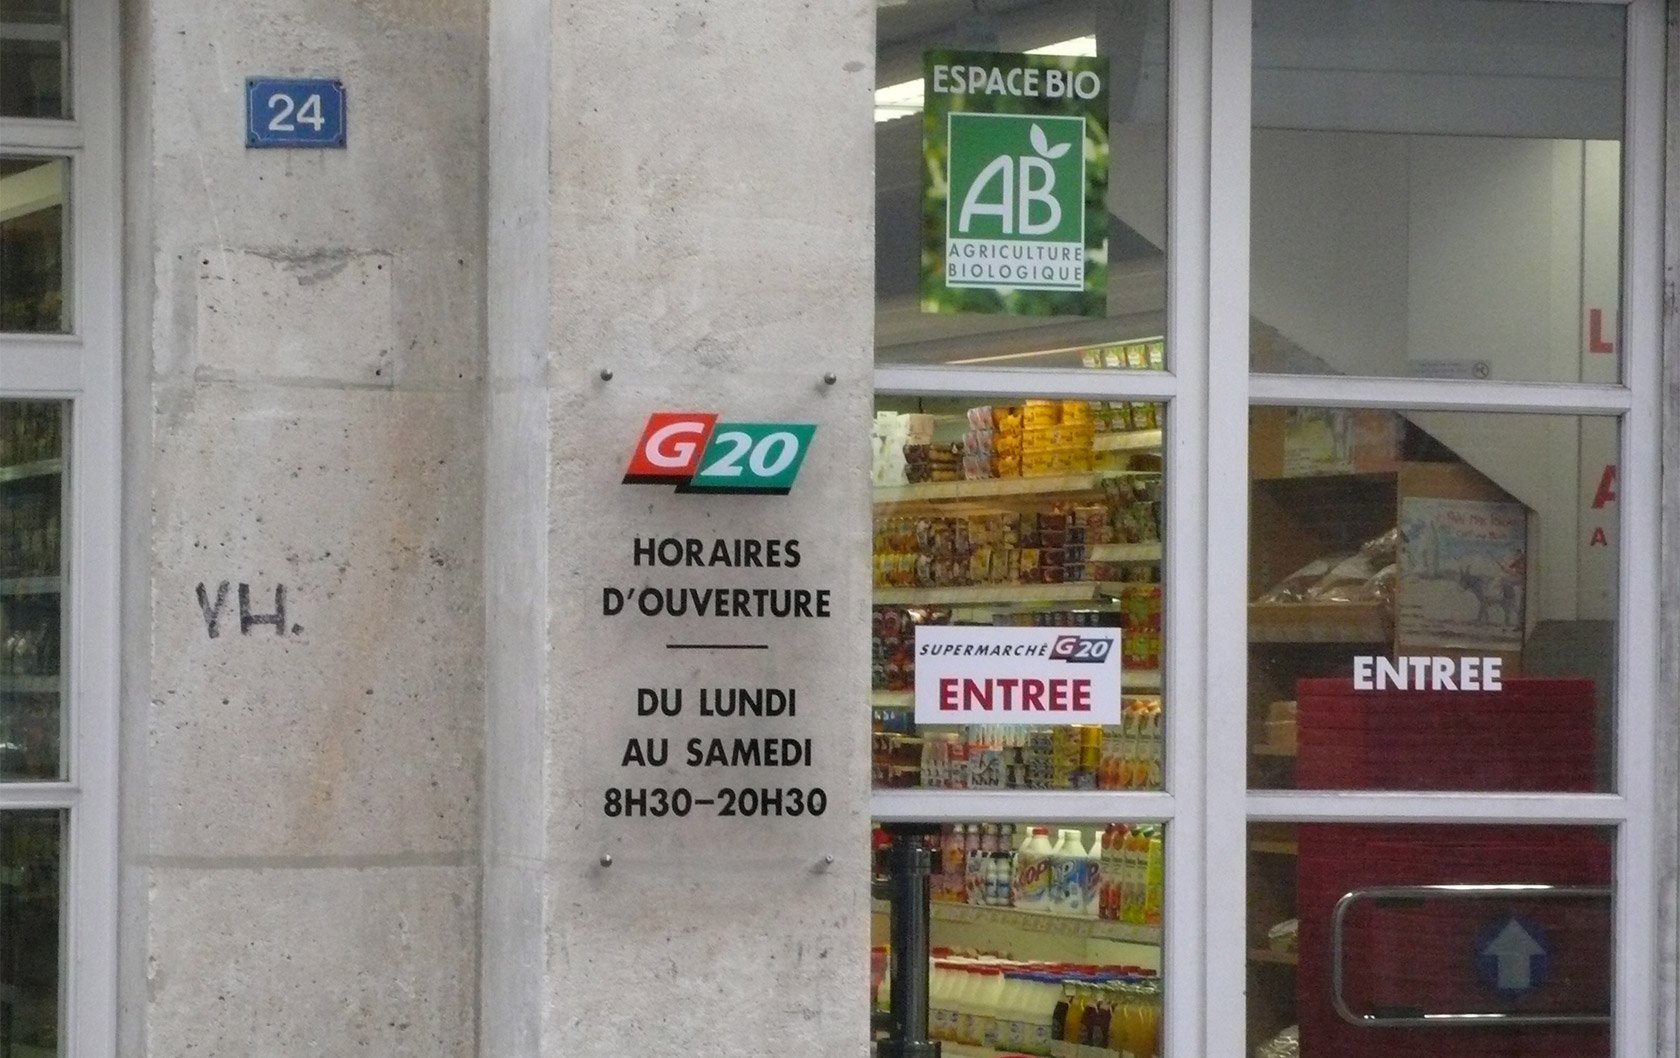 24
ESPACE BIO
AB
AGRICULTURE
BIOLOGIQUE
G20
HORAIRES
D'OUVERTURE
DU LUNDI
AU SAMEDI
8H30–20H30
VH.
SUPERMARCHÉ G20
ENTREE
ENTREE
L
A
A